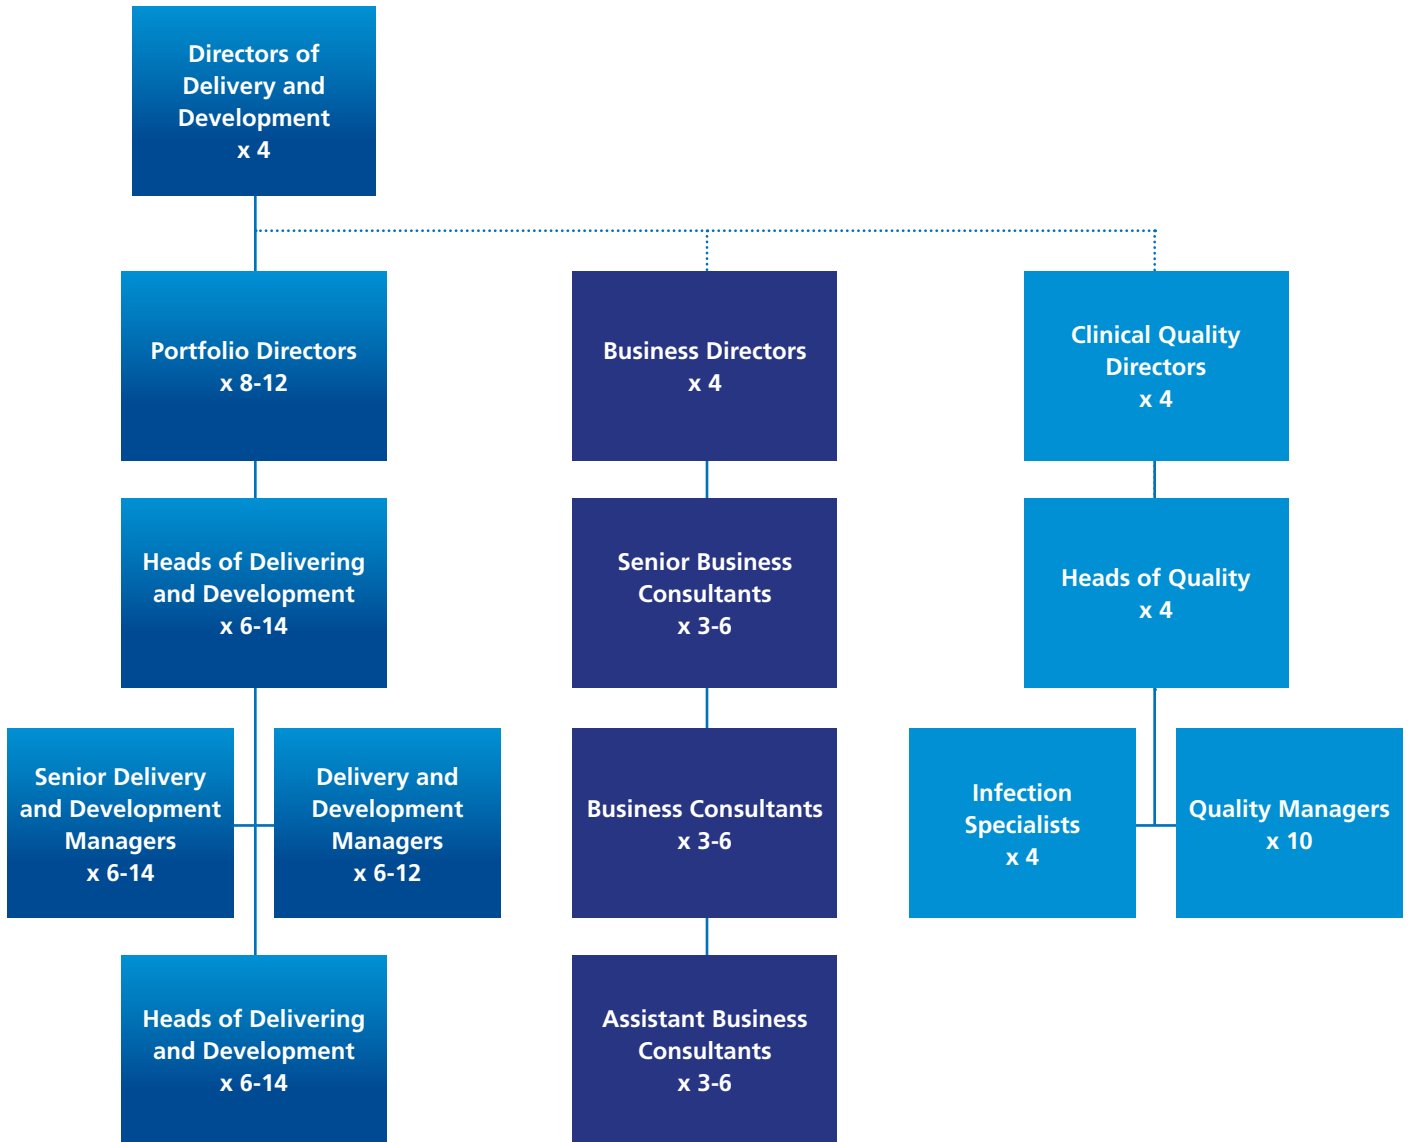 Directors of
Delivery and
Development
x 4
Portfolio Directors
x 8-12
Business Directors
x 4
Clinical Quality
Directors
x 4
Heads of Delivering
and Development
x 6-14
Senior Business
Consultants
x 3-6
Heads of Quality
x 4
Senior Delivery
and Development
Managers
x 6-14
Delivery and
Development
Managers
x 6-12
Business Consultants
x 3-6
Infection
Specialists
x 4
Quality Managers
x 10
Heads of Delivering
and Development
x 6-14
Assistant Business
Consultants
x 3-6